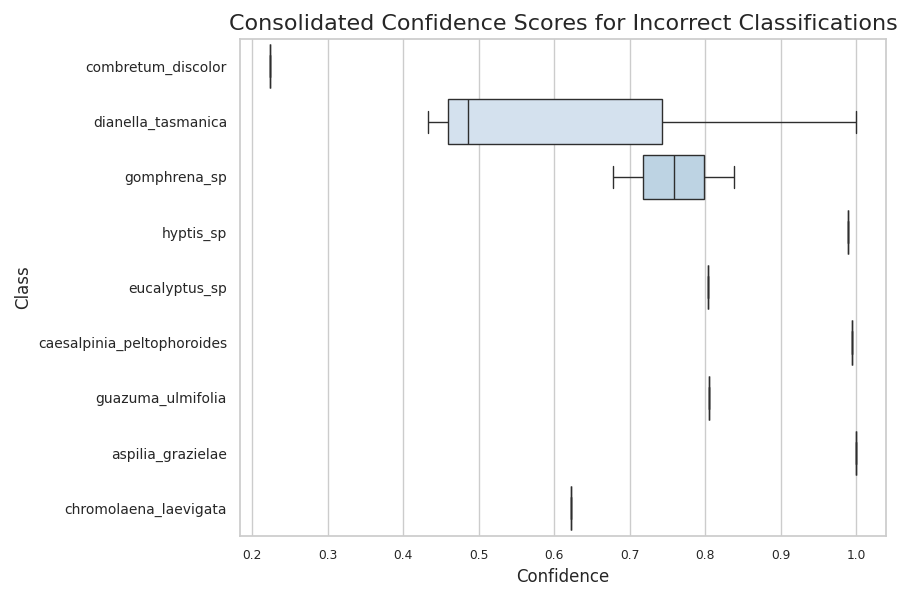 Consolidated Confidence Scores for Incorrect Classifications
combretum_discolor
dianella_tasmanica
gomphrena_sp
hyptis_sp
eucalyptus_sp
caesalpinia_peltophoroides
guazuma_ulmifolia
aspilia_grazielae
chromolaena_laevigata
Class
0.2 0.3 0.4 0.5 0.6 0.7 0.8 0.9 1.0
Confidence